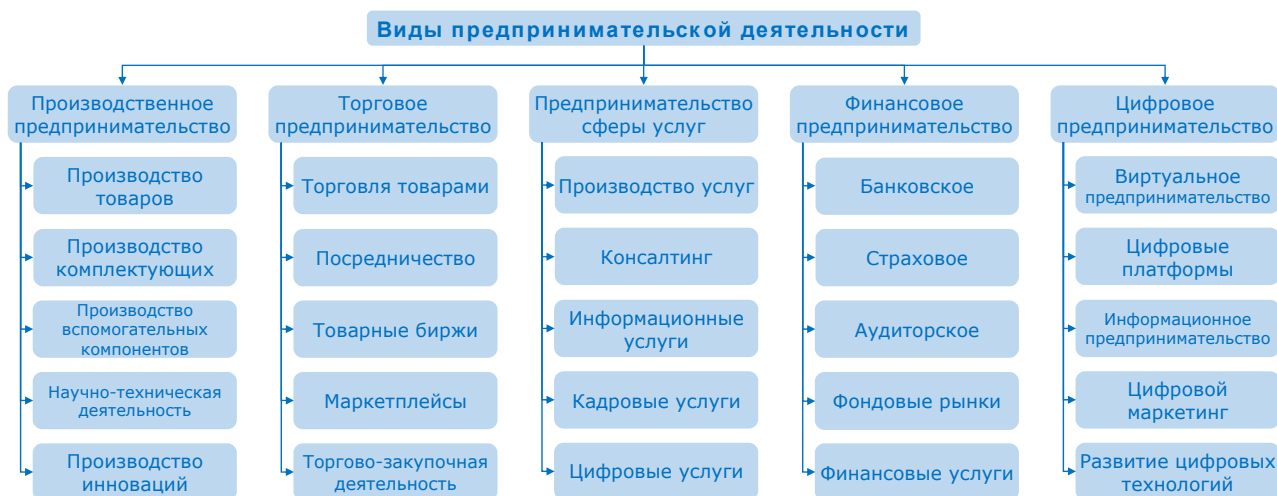 Виды предпринимательской деятельности
Производственное
предпринимательство
Производство
товаров
Производство
комплектующих
Производство
вспомогательных
компонентов
Научно-техническая
деятельность
Производство
инноваций
Торговое
предпринимательство
Торговля товарами
Посредничество
Товарные биржи
Маркетплейсы
Торгово-закупочная
деятельность
Предпринимательство
сферы услуг
Производство услуг
Консалтинг
Информационные
услуги
Кадровые услуги
Цифровые услуги
Финансовое
предпринимательство
Банковское
Страховое
Аудиторское
Фондовые рынки
Финансовые услуги
Цифровое
предпринимательство
Виртуальное
предпринимательство
Цифровые
платформы
Информационное
предпринимательство
Цифровой
маркетинг
Развитие цифровых
технологий